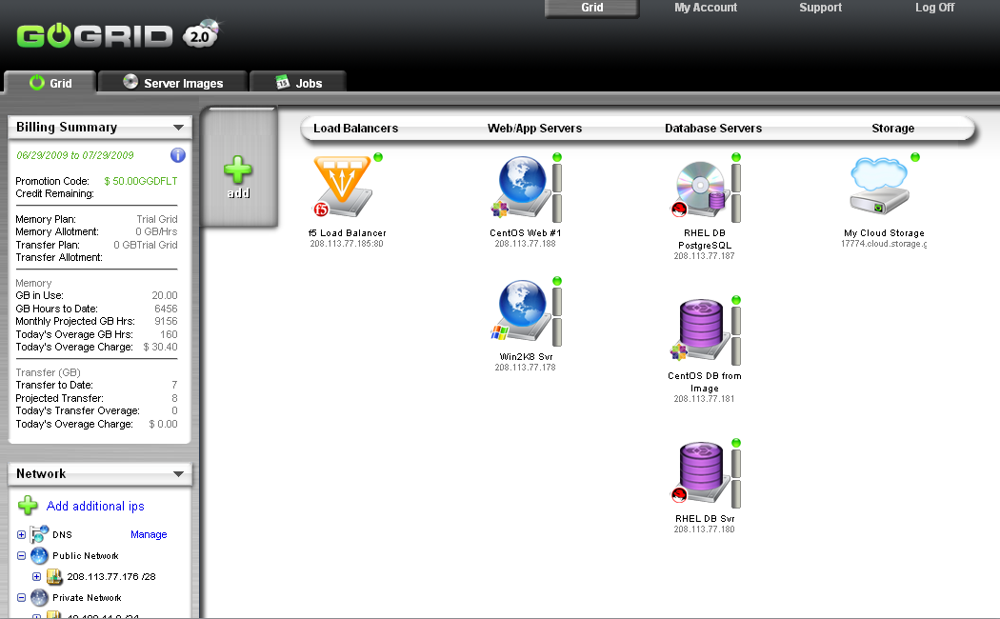 Grid My Account Support Log Off
GOGRID 2.0
Grid Server Images Jobs
Billing Summary
06/29/2009 to 07/29/2009
Promotion Code: $ 50.00GGDFLT
Credit Remaining:
Memory Plan: Trial Grid
Memory Allotment: 0 GB/Hrs
Transfer Plan: 0 GBTrial Grid
Transfer Allotment:
Memory
GB in Use: 20.00
GB Hours to Date: 6456
Monthly Projected GB Hrs: 9156
Today's Overage GB Hrs: 160
Today's Overage Charge: $ 30.40
Transfer (GB)
Transfer to Date: 7
Projected Transfer: 8
Today's Transfer Overage: 0
Today's Overage Charge: $ 0.00
Network
Add additional ips
DNS Manage
Public Network
208.113.77.176 /28
Private Network
add
Load Balancers Web/App Servers Database Servers Storage
f5
f5 Load Balancer
208.113.77.185:80
CentOS Web #1
208.113.77.188
Win2K8 Svr
208.113.77.178
RHEL DB
PostgreSQL
208.113.77.187
CentOS DB from
Image
208.113.77.181
RHEL DB Svr
208.113.77.180
My Cloud Storage
17774.cloud.storage.g